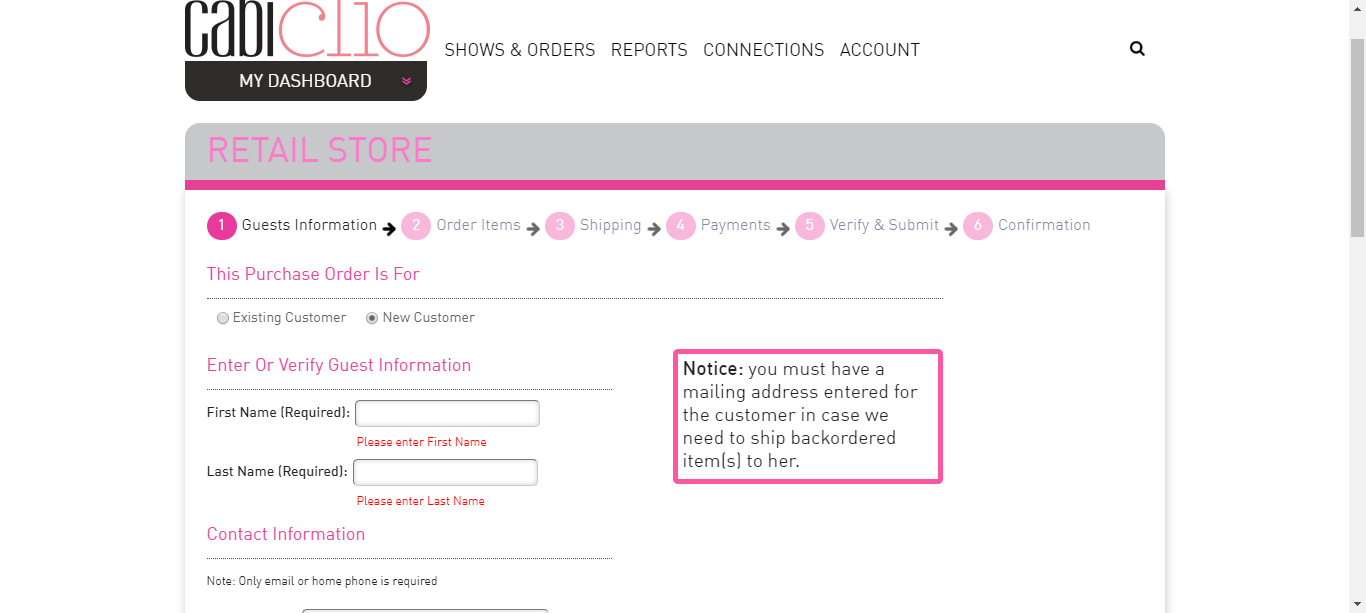 cabi clio
SHOWS & ORDERS REPORTS CONNECTIONS ACCOUNT
MY DASHBOARD
RETAIL STORE
1 Guests Information 2 Order Items 3 Shipping 4 Payments 5 Verify & Submit 6 Confirmation
This Purchase Order Is For
Existing Customer New Customer
Enter Or Verify Guest Information
First Name (Required):
Please enter First Name
Last Name (Required):
Please enter Last Name
Notice: you must have a
mailing address entered for
the customer in case we
need to ship backordered
item(s) to her.
Contact Information
Note: Only email or home phone is required